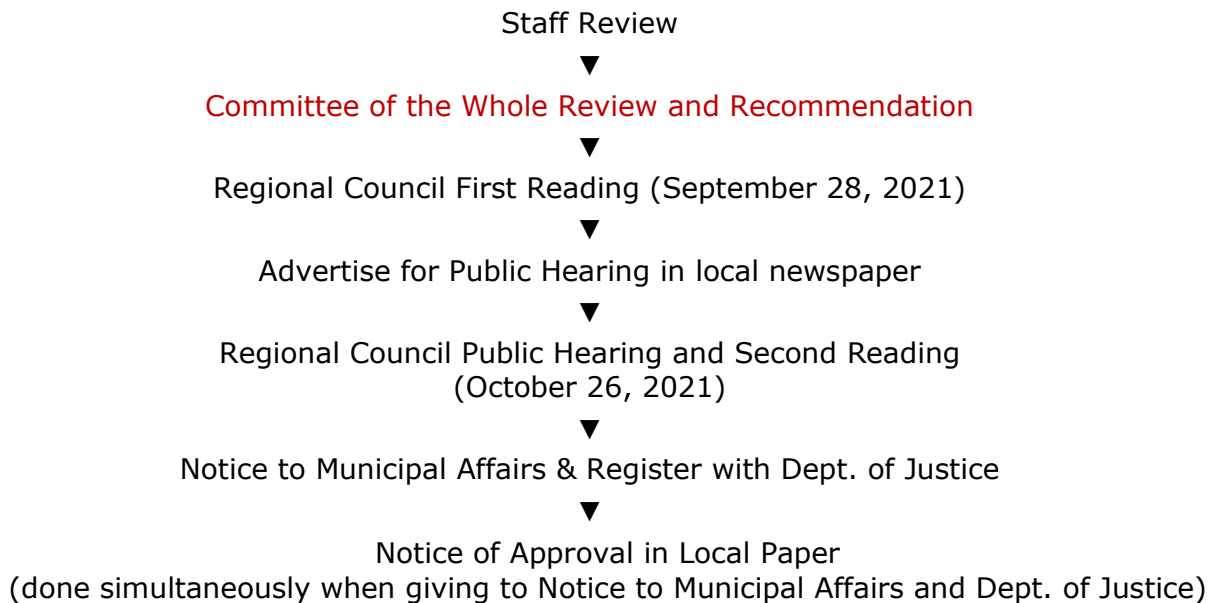 Staff Review
▼
Committee of the Whole Review and Recommendation
▼
Regional Council First Reading (September 28, 2021)
▼
Advertise for Public Hearing in local newspaper
▼
Regional Council Public Hearing and Second Reading
(October 26, 2021)
▼
Notice to Municipal Affairs & Register with Dept. of Justice
▼
Notice of Approval in Local Paper
(done simultaneously when giving to Notice to Municipal Affairs and Dept. of Justice)